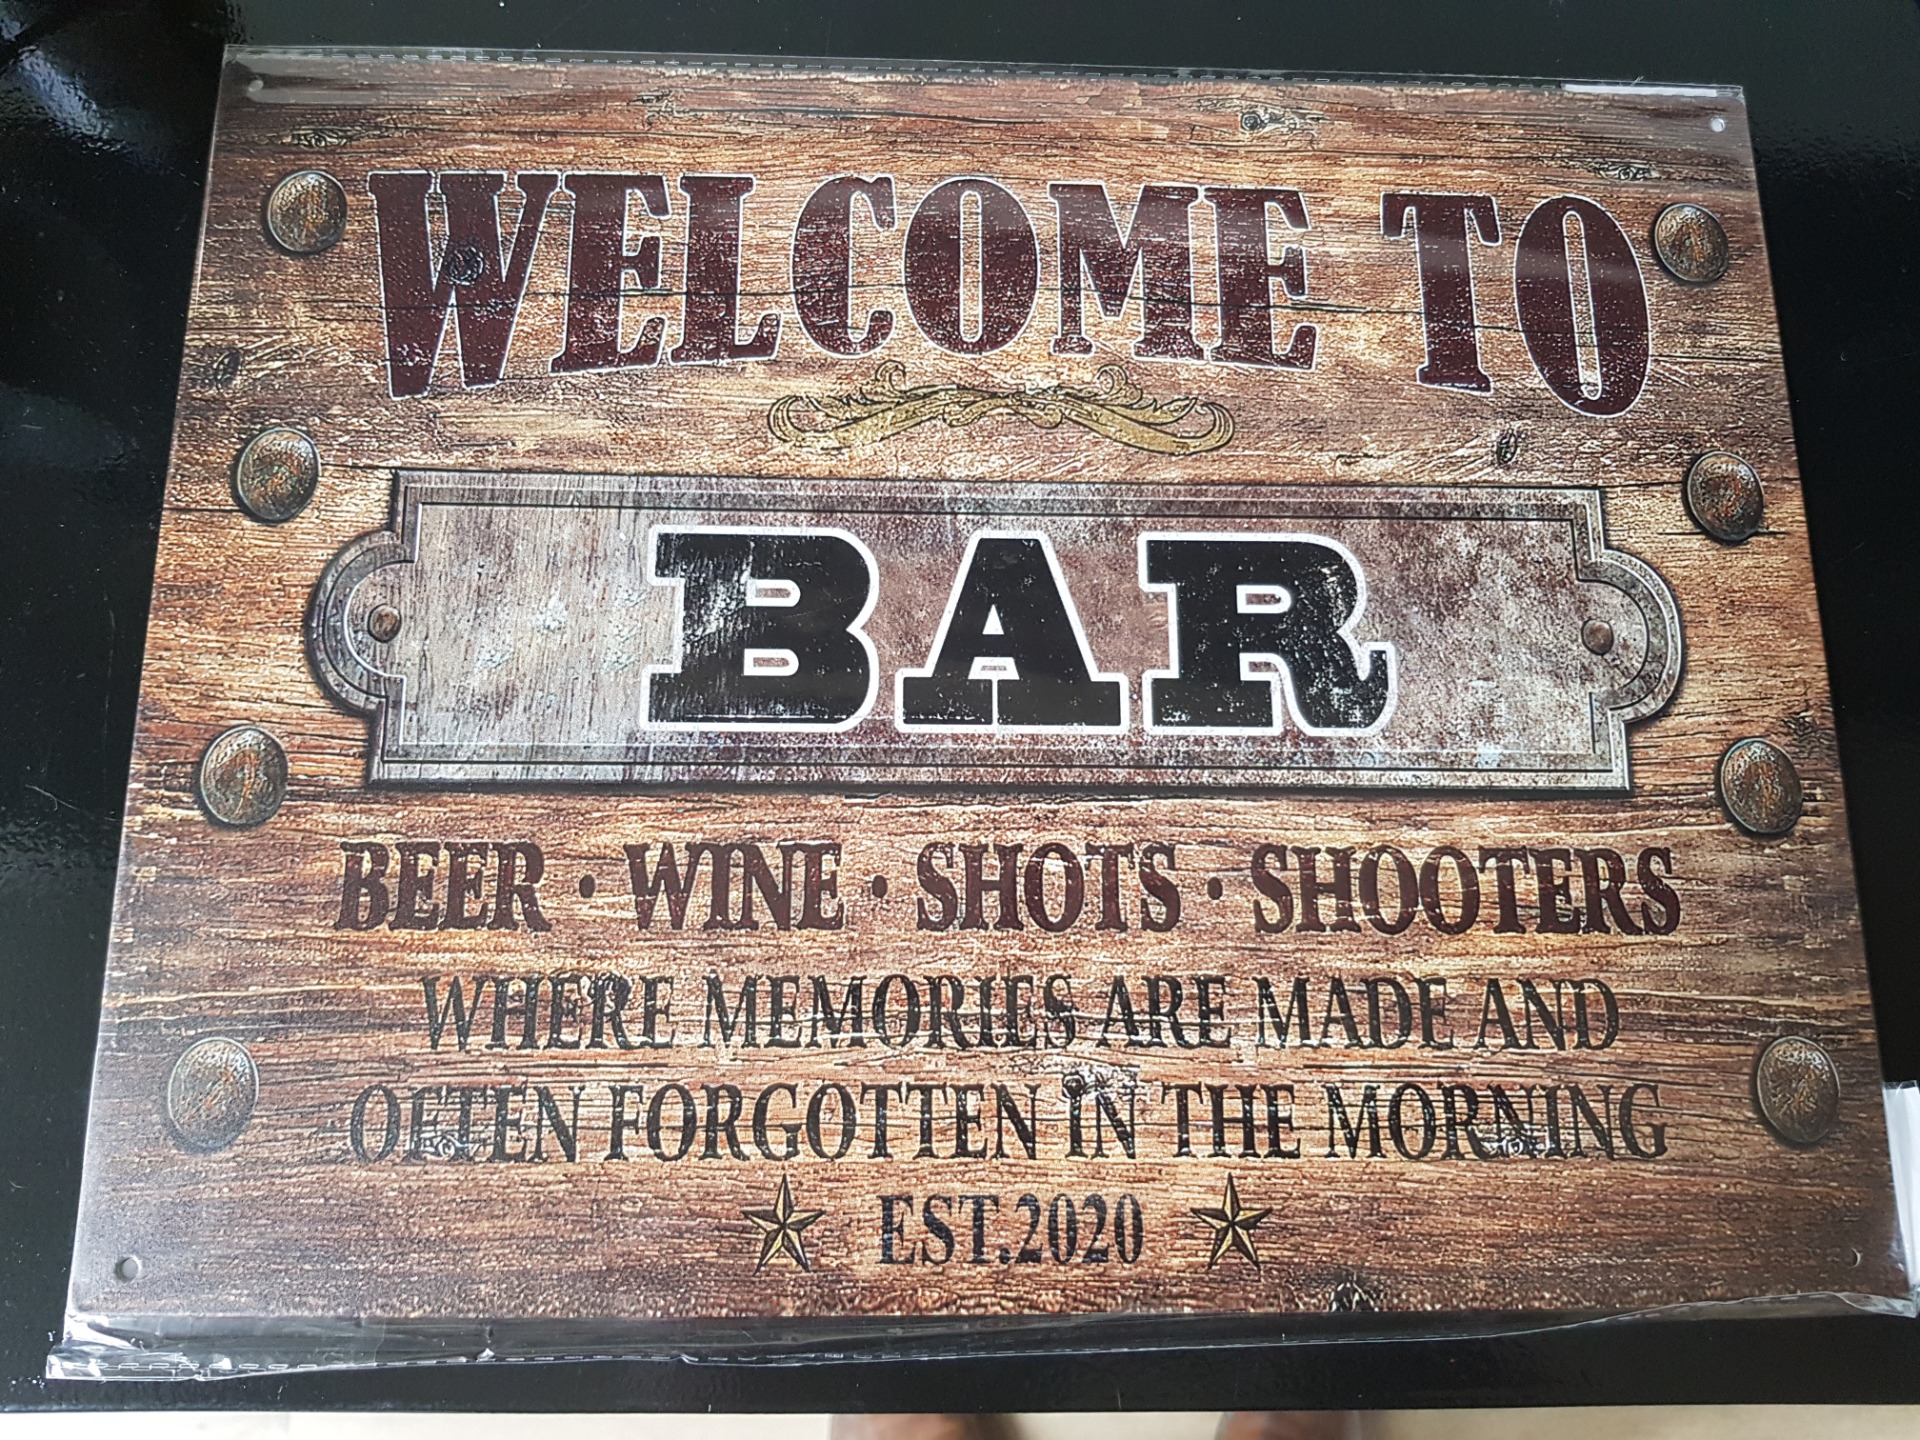 WELCOME TO
BAR
BEER · WINE · SHOTS · SHOOTERS
WHERE MEMORIES ARE MADE AND
OFTEN FORGOTTEN IN THE MORNING
EST.2020